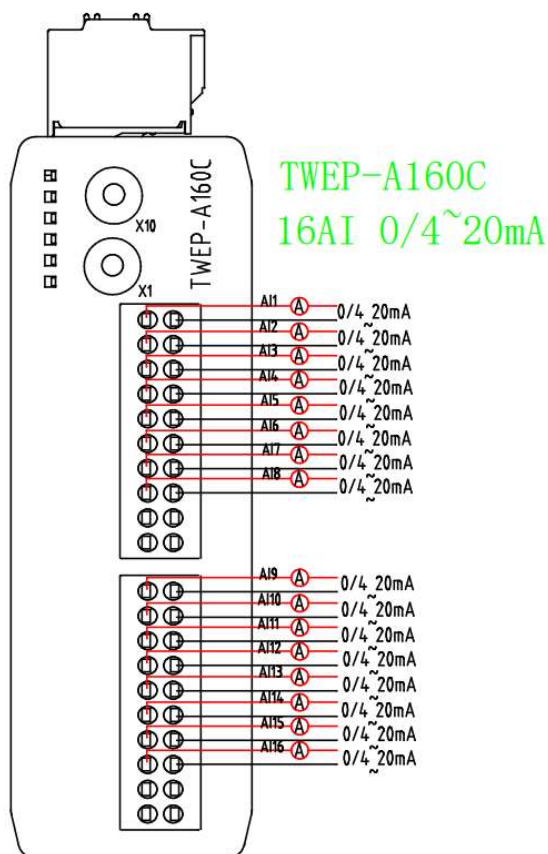 TWEP-A160C
TWEP-A160C
16AI 0/4~20mA
X10
X1
AI1 A 0/4~20mA
AI2 A 0/4~20mA
AI3 A 0/4~20mA
AI4 A 0/4~20mA
AI5 A 0/4~20mA
AI6 A 0/4~20mA
AI7 A 0/4~20mA
AI8 A 0/4~20mA
AI9 A 0/4~20mA
AI10 A 0/4~20mA
AI11 A 0/4~20mA
AI12 A 0/4~20mA
AI13 A 0/4~20mA
AI14 A 0/4~20mA
AI15 A 0/4~20mA
AI16 A 0/4~20mA